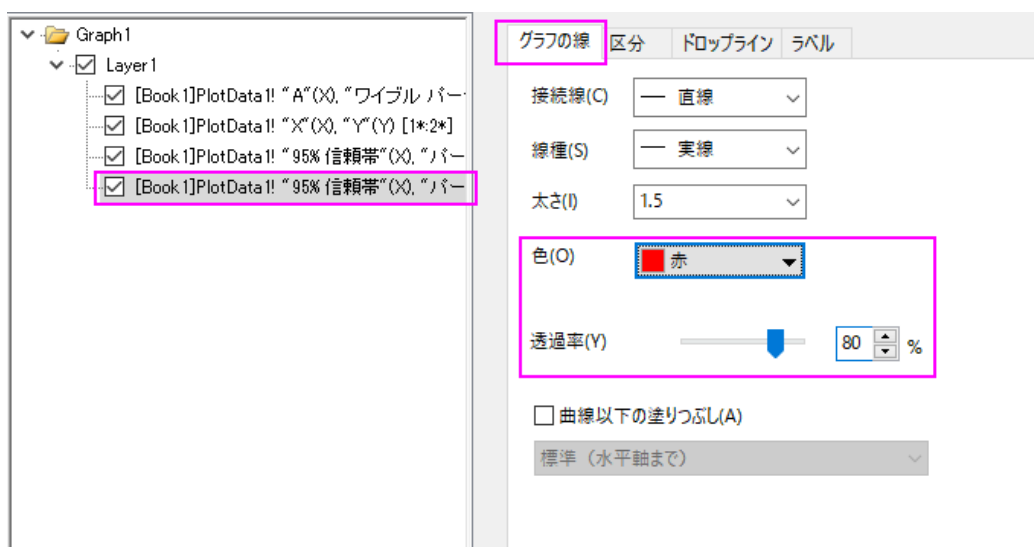 Graph1
Layer1
[Book1]PlotData1! "A"(X), "ワイブル パー
[Book1]PlotData1! "X"(X), "Y"(Y) [1*:2*]
[Book1]PlotData1! "95% 信頼帯"(X), "パー
[Book1]PlotData1! "95% 信頼帯"(X), "パー
グラフの線 区分 ドロップライン ラベル
接続線(C) 直線
線種(S) 実線
太さ(I) 1.5
色(O) 赤
透過率(Y) 80 %
曲線以下の塗りつぶし(A)
標準（水平軸まで）